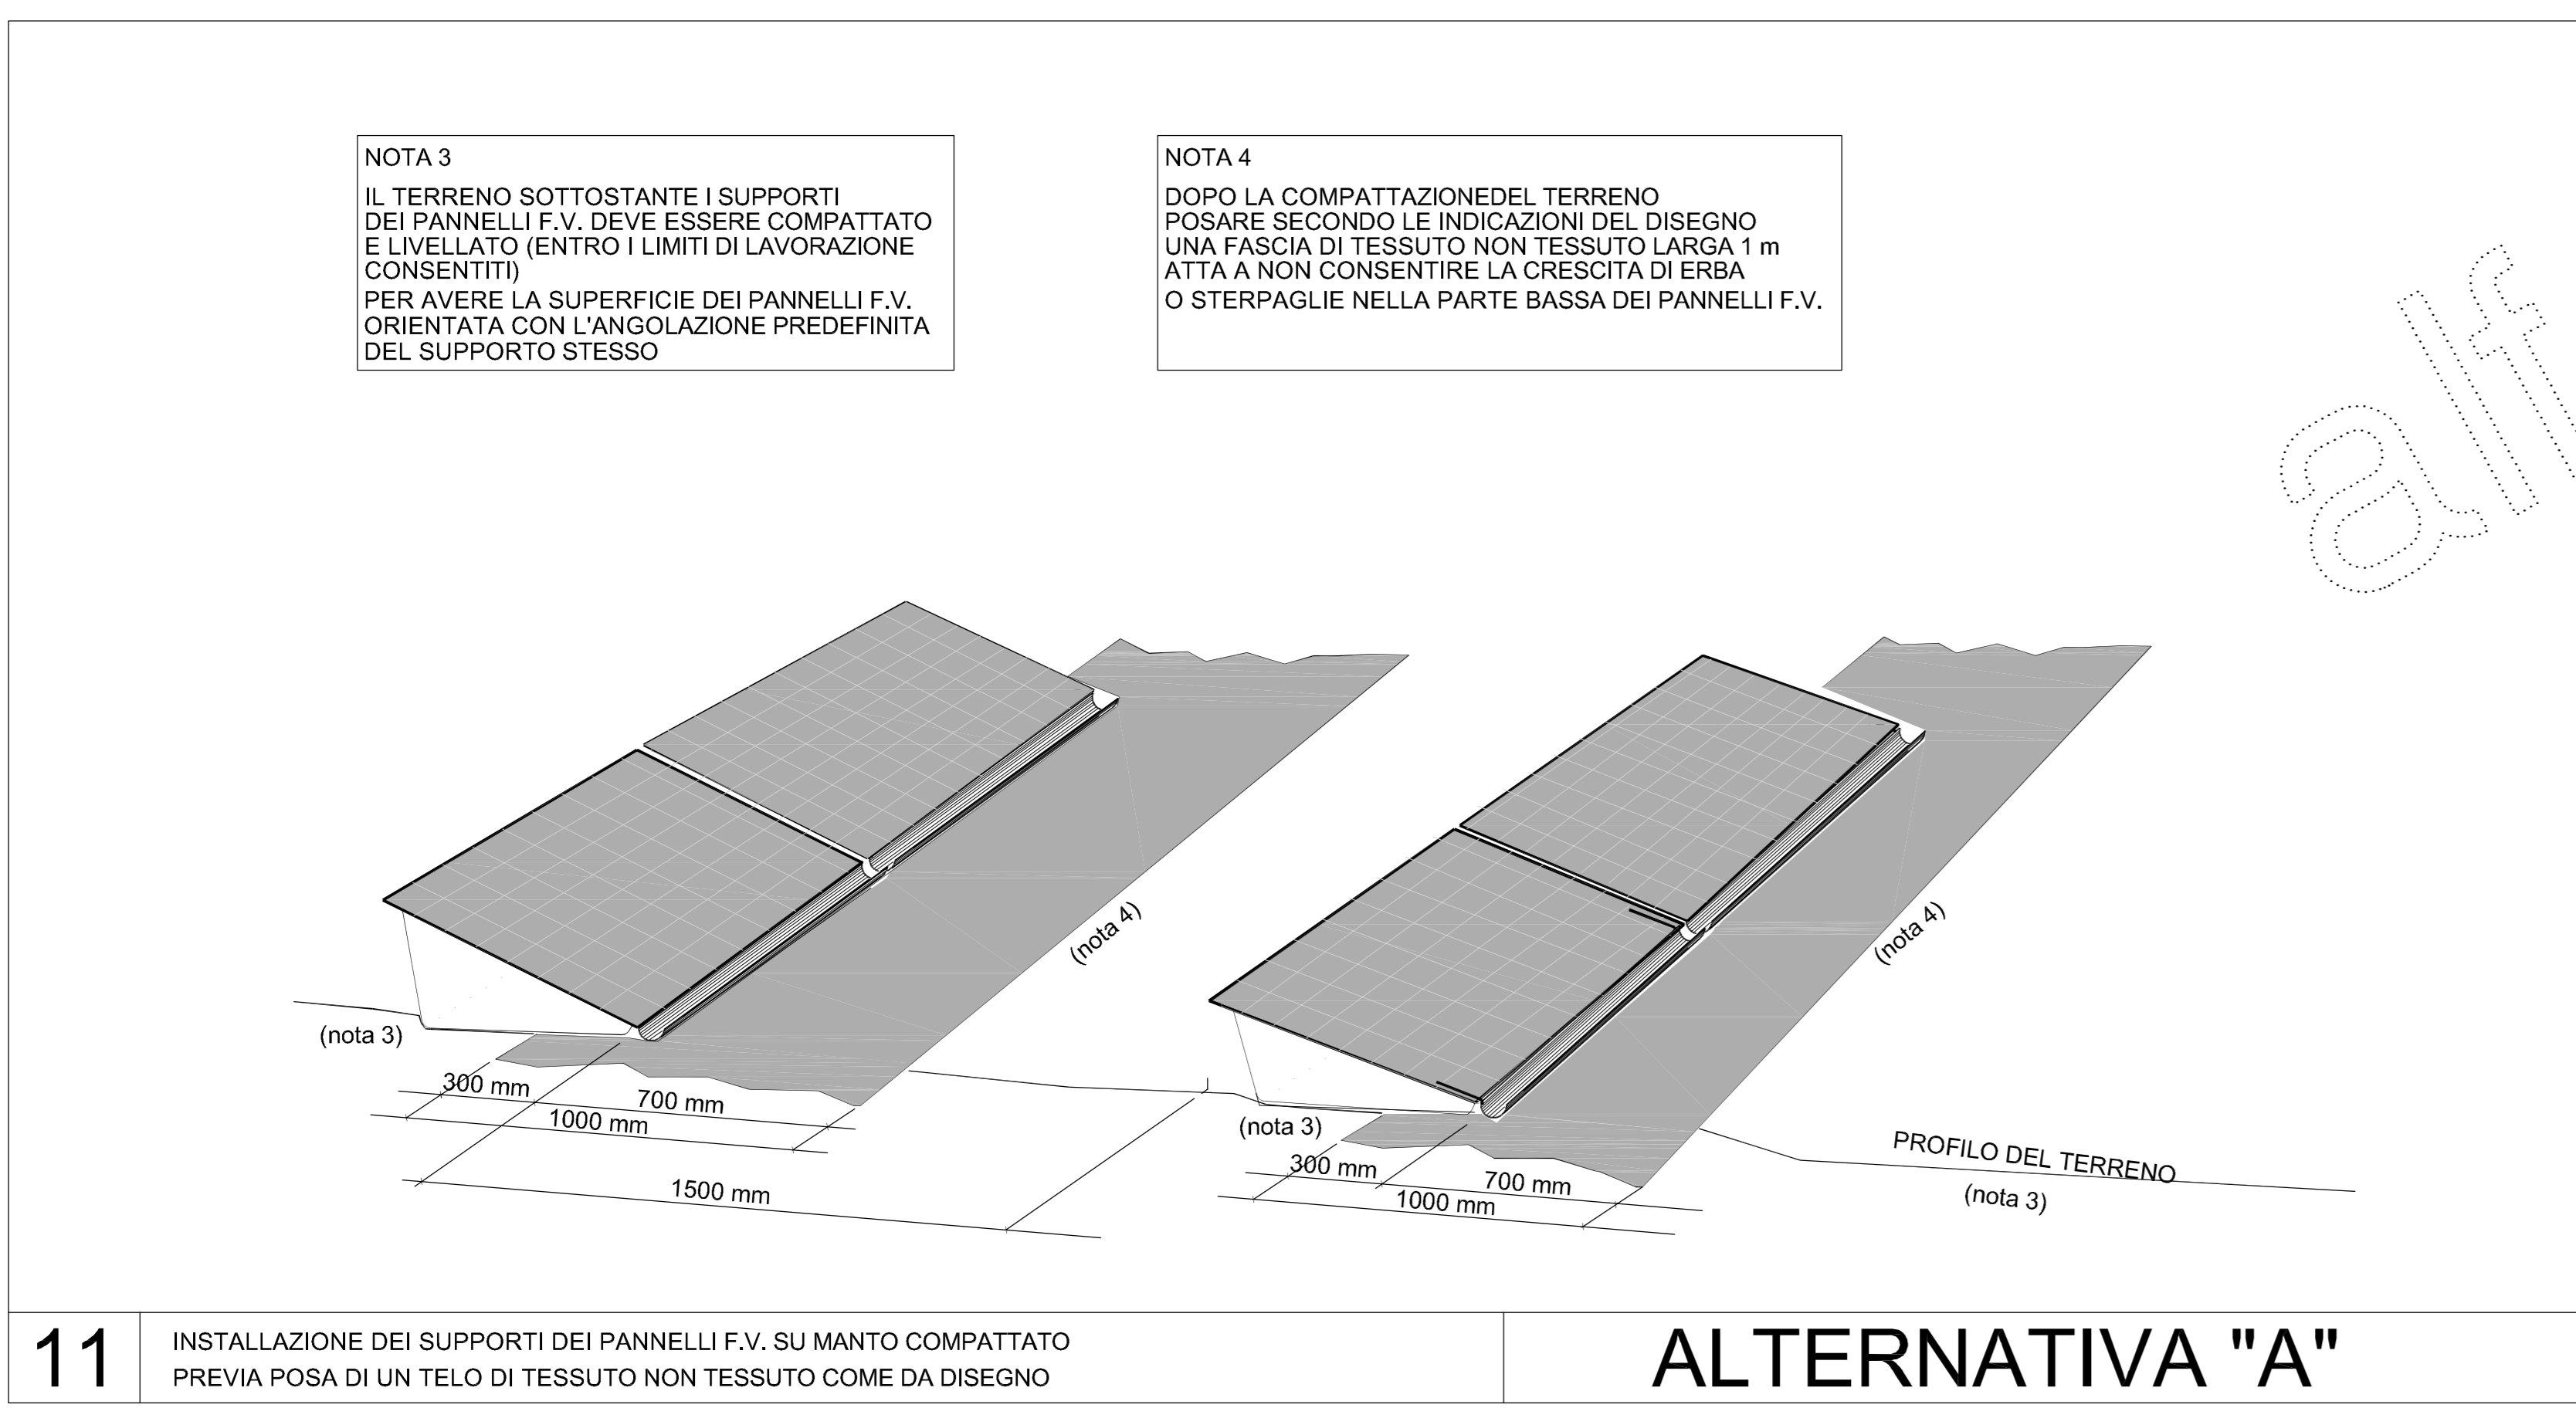 NOTA 3
IL TERRENO SOTTOSTANTE I SUPPORTI
DEI PANNELLI F.V. DEVE ESSERE COMPATTATO
E LIVELLATO (ENTRO I LIMITI DI LAVORAZIONE
CONSENTITI)
PER AVERE LA SUPERFICIE DEI PANNELLI F.V.
ORIENTATA CON L'ANGOLAZIONE PREDEFINITA
DEL SUPPORTO STESSO
NOTA 4
DOPO LA COMPATTAZIONEDEL TERRENO
POSARE SECONDO LE INDICAZIONI DEL DISEGNO
UNA FASCIA DI TESSUTO NON TESSUTO LARGA 1 m
ATTA A NON CONSENTIRE LA CRESCITA DI ERBA
O STERPAGLIE NELLA PARTE BASSA DEI PANNELLI F.V.
alf
(nota 4)
(nota 4)
(nota 3)
300 mm
700 mm
1000 mm
1500 mm
(nota 3)
300 mm
700 mm
1000 mm
PROFILO DEL TERRENO
(nota 3)
11
INSTALLAZIONE DEI SUPPORTI DEI PANNELLI F.V. SU MANTO COMPATTATO
PREVIA POSA DI UN TELO DI TESSUTO NON TESSUTO COME DA DISEGNO
ALTERNATIVA "A"